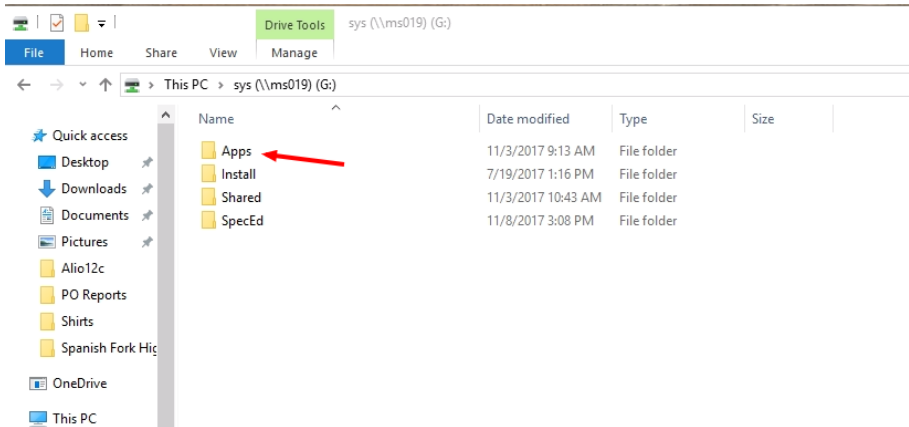 Drive Tools sys (\\ms019) (G:)
File Home Share View Manage
This PC > sys (\\ms019) (G:)
Name Date modified Type Size
Quick access
Desktop
Downloads
Documents
Pictures
Alio12c
PO Reports
Shirts
Spanish Fork Hig
OneDrive
This PC
Apps 11/3/2017 9:13 AM File folder
Install 7/19/2017 1:16 PM File folder
Shared 11/3/2017 10:43 AM File folder
SpecEd 11/8/2017 3:08 PM File folder